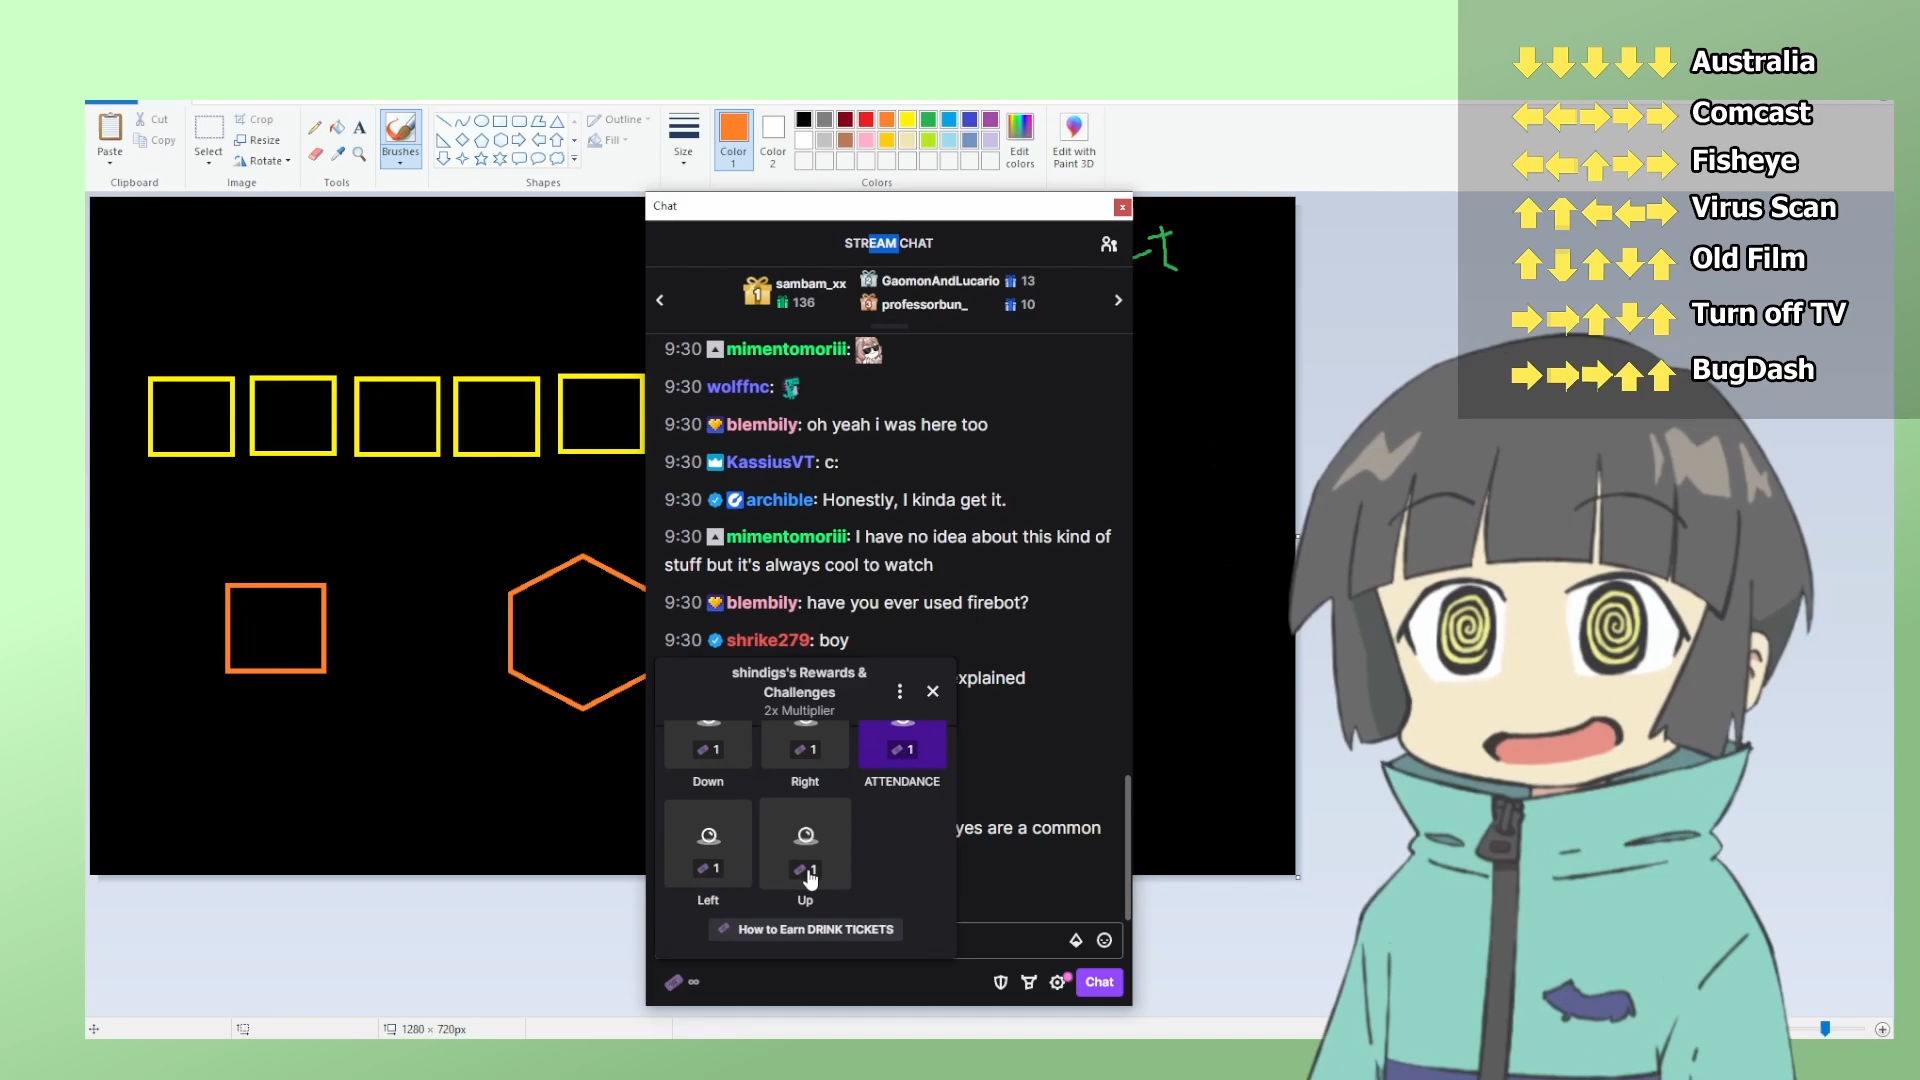 Australia
Comcast
Fisheye
Virus Scan
Old Film
Turn off TV
BugDash
Paste
Cut
Copy
Clipboard
Select
Crop
Resize
Rotate
Image
A
Tools
Brushes
Outline
Fill
Shapes
Size
Color
1
Color
2
Edit
colors
Colors
Edit with
Paint 3D
Chat
STREAM CHAT
1
sambam_xx
136
GaomonAndLucario 13
professorbun_ 10
9:30 mimentomoriii:
9:30 wolffnc:
9:30 blembily: oh yeah i was here too
9:30 KassiusVT: c:
9:30 archible: Honestly, I kinda get it.
9:30 mimentomoriii: I have no idea about this kind of
stuff but it's always cool to watch
9:30 blembily: have you ever used firebot?
9:30 shrike279: boy
xplained
yes are a common
shindigs's Rewards &
Challenges
2x Multiplier
1
1
1
Down
Right
ATTENDANCE
1
1
Left
Up
How to Earn DRINK TICKETS
∞
Chat
1280 × 720px